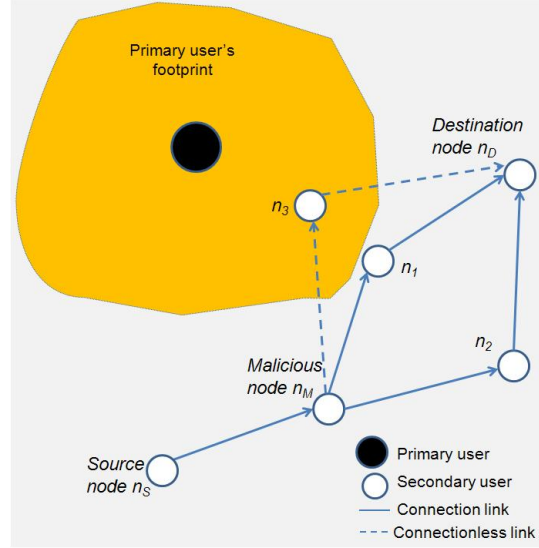 Primary user's
footprint
Destination
node n_D
n_3
n_1
n_2
Malicious
node n_M
Source
node n_S
Primary user
Secondary user
Connection link
Connectionless link